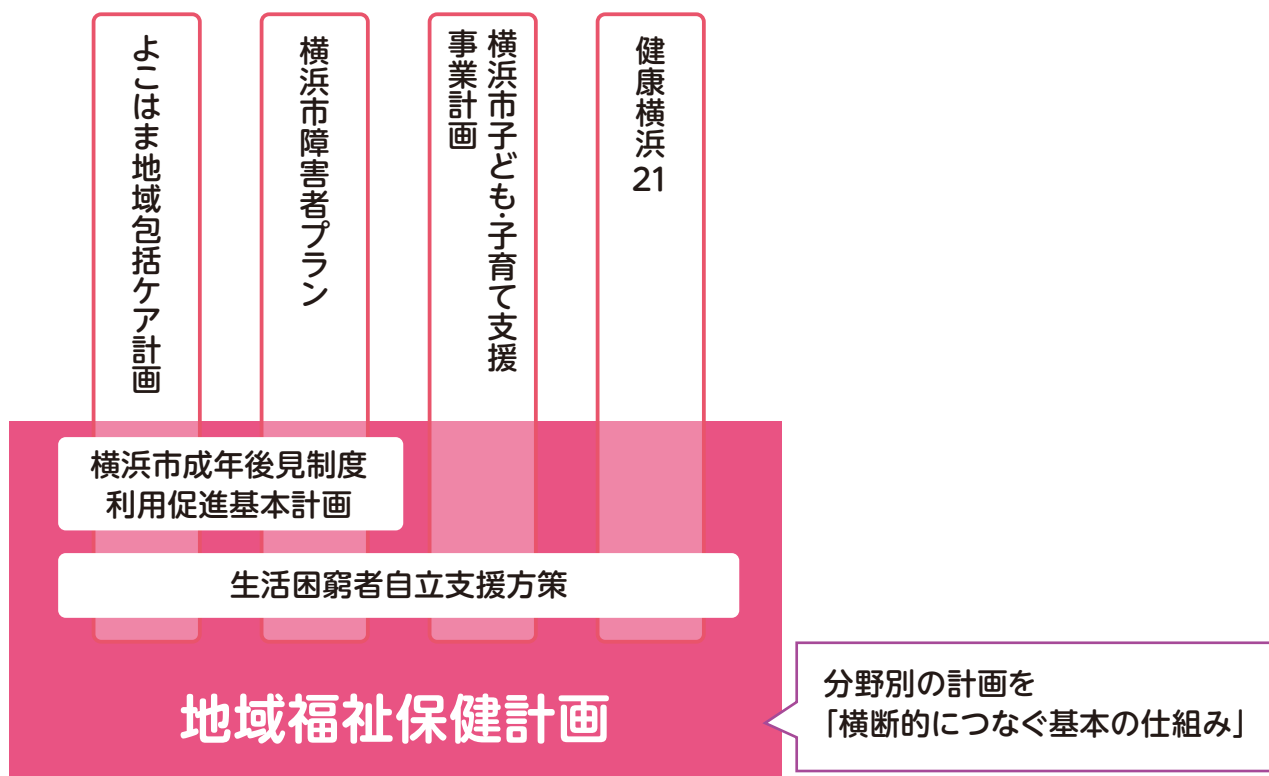 よこはま地域包括ケア計画
横浜市障害者プラン
横浜市子ども・子育て支援
事業計画
健康横浜21
横浜市成年後見制度
利用促進基本計画
生活困窮者自立支援方策
地域福祉保健計画
分野別の計画を
「横断的につなぐ基本の仕組み」